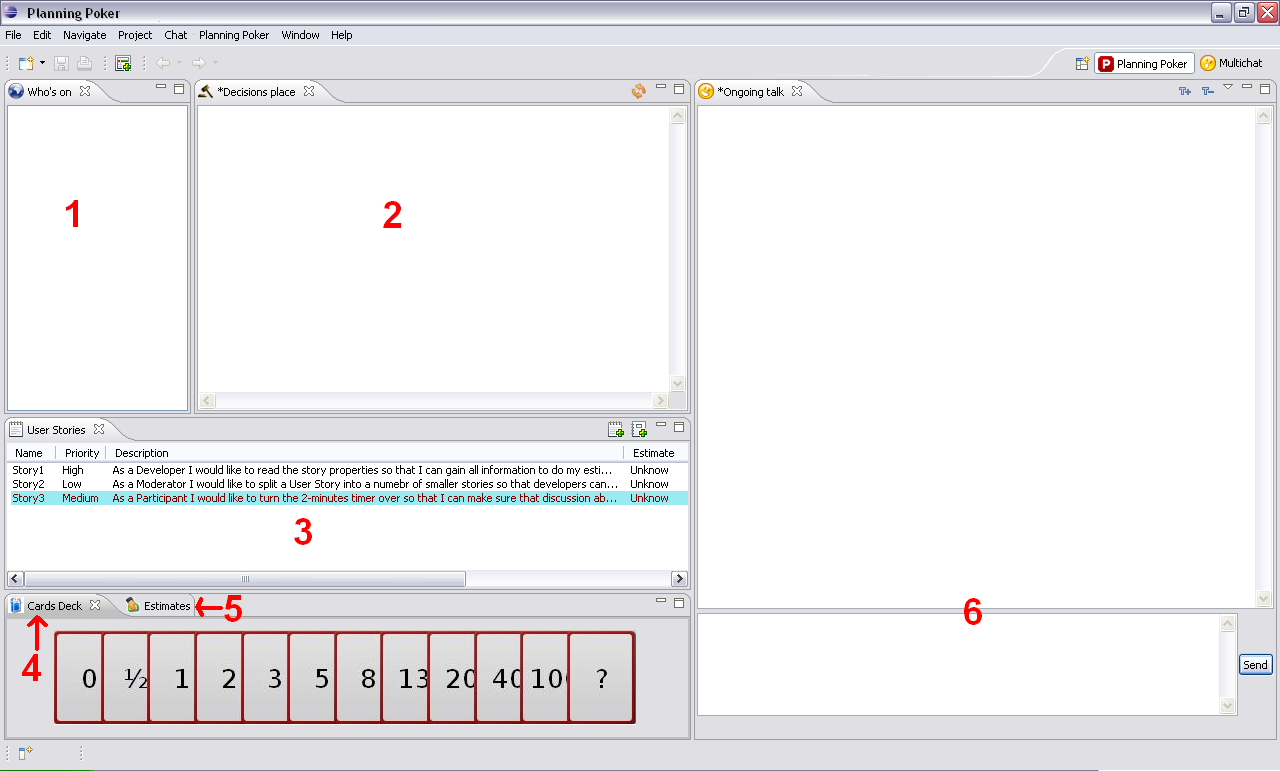 Planning Poker
File Edit Navigate Project Chat Planning Poker Window Help
Planning Poker Multichat
Who's on *Decisions place *Ongoing talk
1 2
User Stories
Name Priority Description Estimate
Story1 High As a Developer I would like to read the story properties so that I can gain all information to do my esti... Unknow
Story2 Low As a Moderator I would like to split a User Story into a numebr of smaller stories so that developers can... Unknow
Story3 Medium As a Participant I would like to turn the 2-minutes timer over so that I can make sure that discussion ab... Unknow
3
Cards Deck Estimates 5 6
4
Send
0 ½ 1 2 3 5 8 13 20 40 100 ?